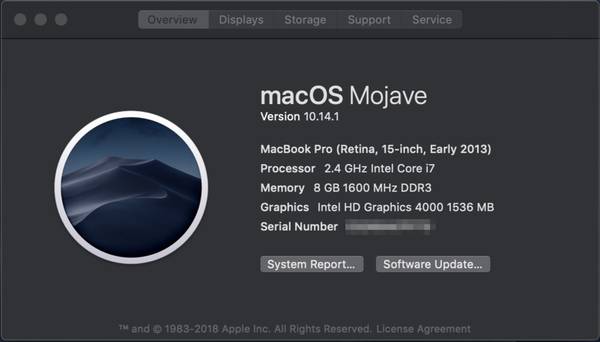 Overview Displays Storage Support Service
macOS Mojave
Version 10.14.1
MacBook Pro (Retina, 15-inch, Early 2013)
Processor 2.4 GHz Intel Core i7
Memory 8 GB 1600 MHz DDR3
Graphics Intel HD Graphics 4000 1536 MB
Serial Number
System Report... Software Update...
™ and © 1983-2018 Apple Inc. All Rights Reserved. License Agreement